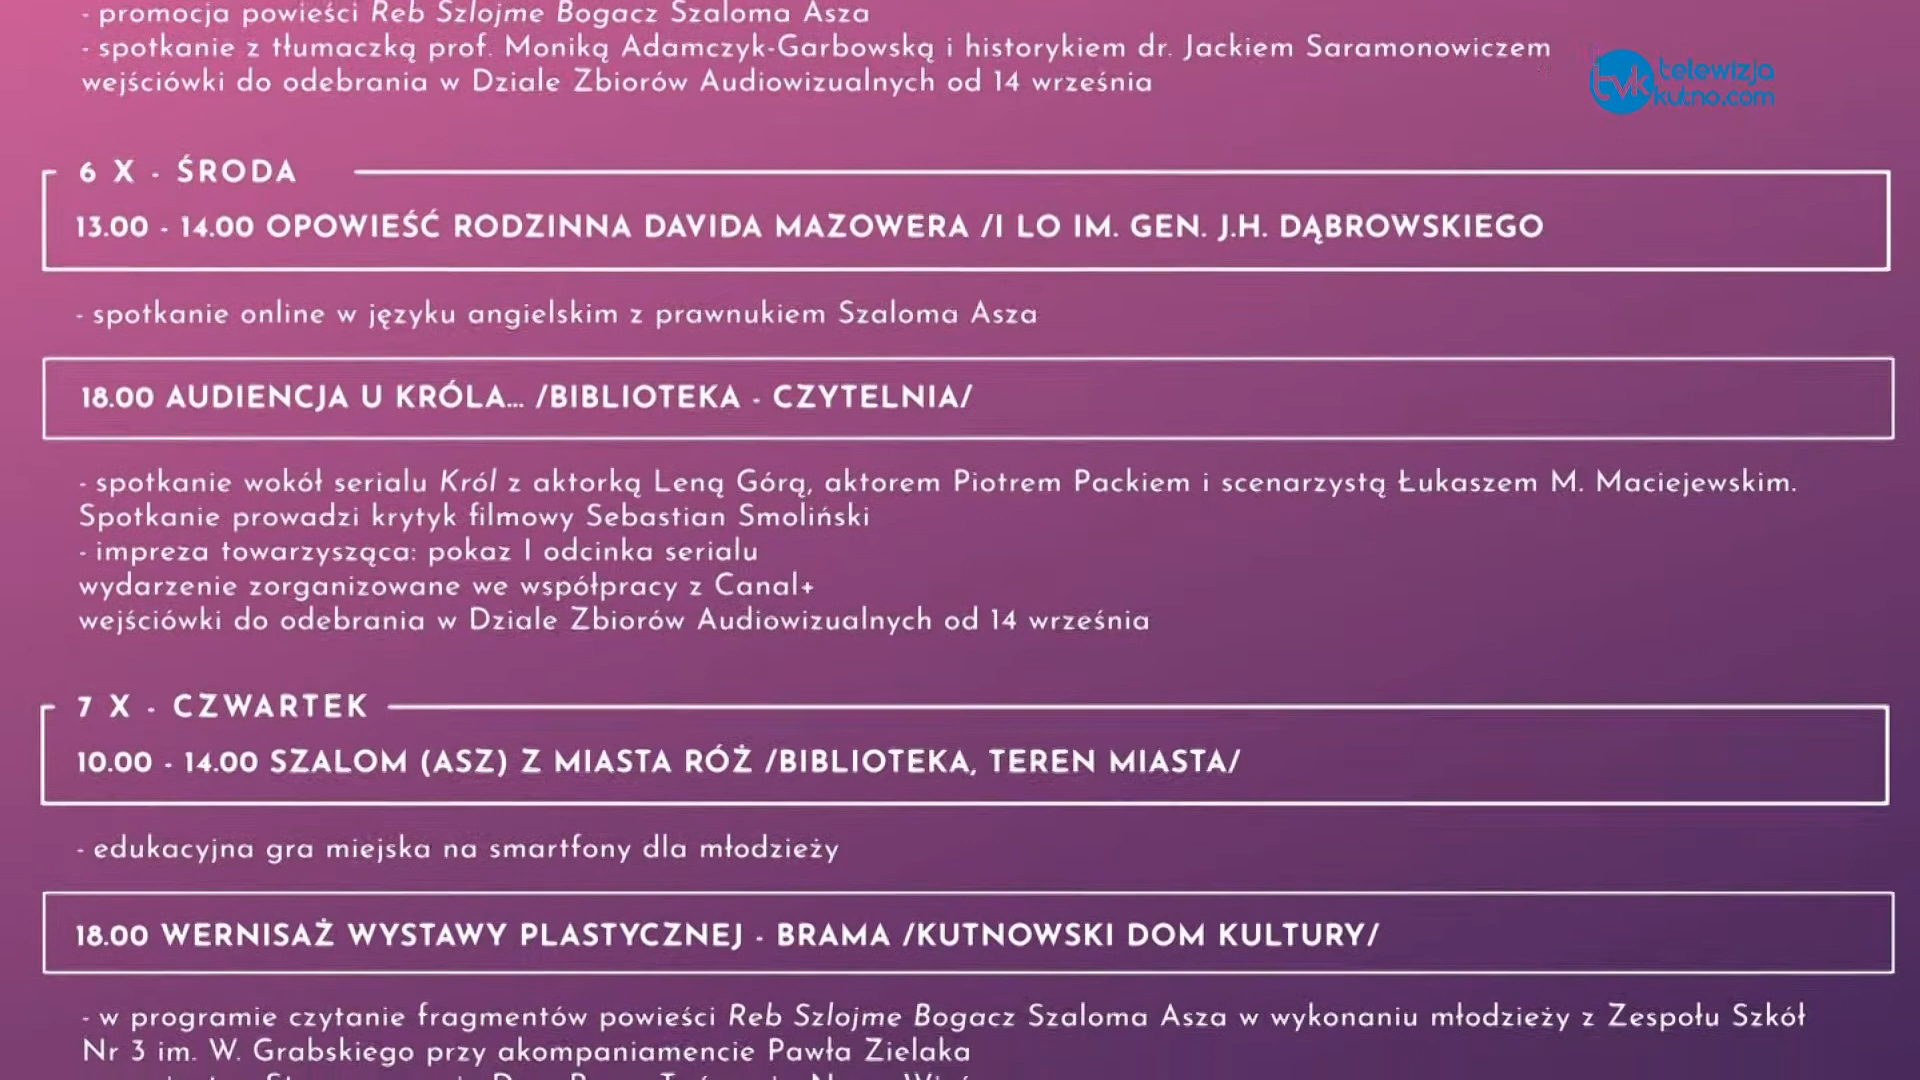 - promocja powieści Reb Szlojme Bogacz Szaloma Asza
- spotkanie z tłumaczką prof. Moniką Adamczyk-Garbowską i historykiem dr. Jackiem Saramonowiczem
wejściówki do odebrania w Dziale Zbiorów Audiowizualnych od 14 września
tvk telewizja
kutno.com
6 X - ŚRODA
13.00 - 14.00 OPOWIEŚĆ RODZINNA DAVIDA MAZOWERA /I LO IM. GEN. J.H. DĄBROWSKIEGO
- spotkanie online w języku angielskim z prawnukiem Szaloma Asza
18.00 AUDIENCJA U KRÓLA... /BIBLIOTEKA - CZYTELNIA/
- spotkanie wokół serialu Król z aktorką Leną Górą, aktorem Piotrem Packiem i scenarzystą Łukaszem M. Maciejewskim.
Spotkanie prowadzi krytyk filmowy Sebastian Smoliński
- impreza towarzysząca: pokaz I odcinka serialu
wydarzenie zorganizowane we współpracy z Canal+
wejściówki do odebrania w Dziale Zbiorów Audiowizualnych od 14 września
7 X - CZWARTEK
10.00 - 14.00 SZALOM (ASZ) Z MIASTA RÓŻ /BIBLIOTEKA, TEREN MIASTA/
- edukacyjna gra miejska na smartfony dla młodzieży
18.00 WERNISAŻ WYSTAWY PLASTYCZNEJ - BRAMA /KUTNOWSKI DOM KULTURY/
- w programie czytanie fragmentów powieści Reb Szlojme Bogacz Szaloma Asza w wykonaniu młodzieży z Zespołu Szkół
Nr 3 im. W. Grabskiego przy akompaniamencie Pawła Zielaka